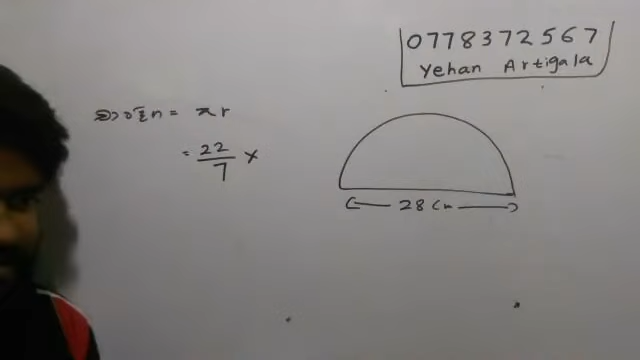 0778372567
Yehan Artigala
= πr
= 22/7 ×
28 cm